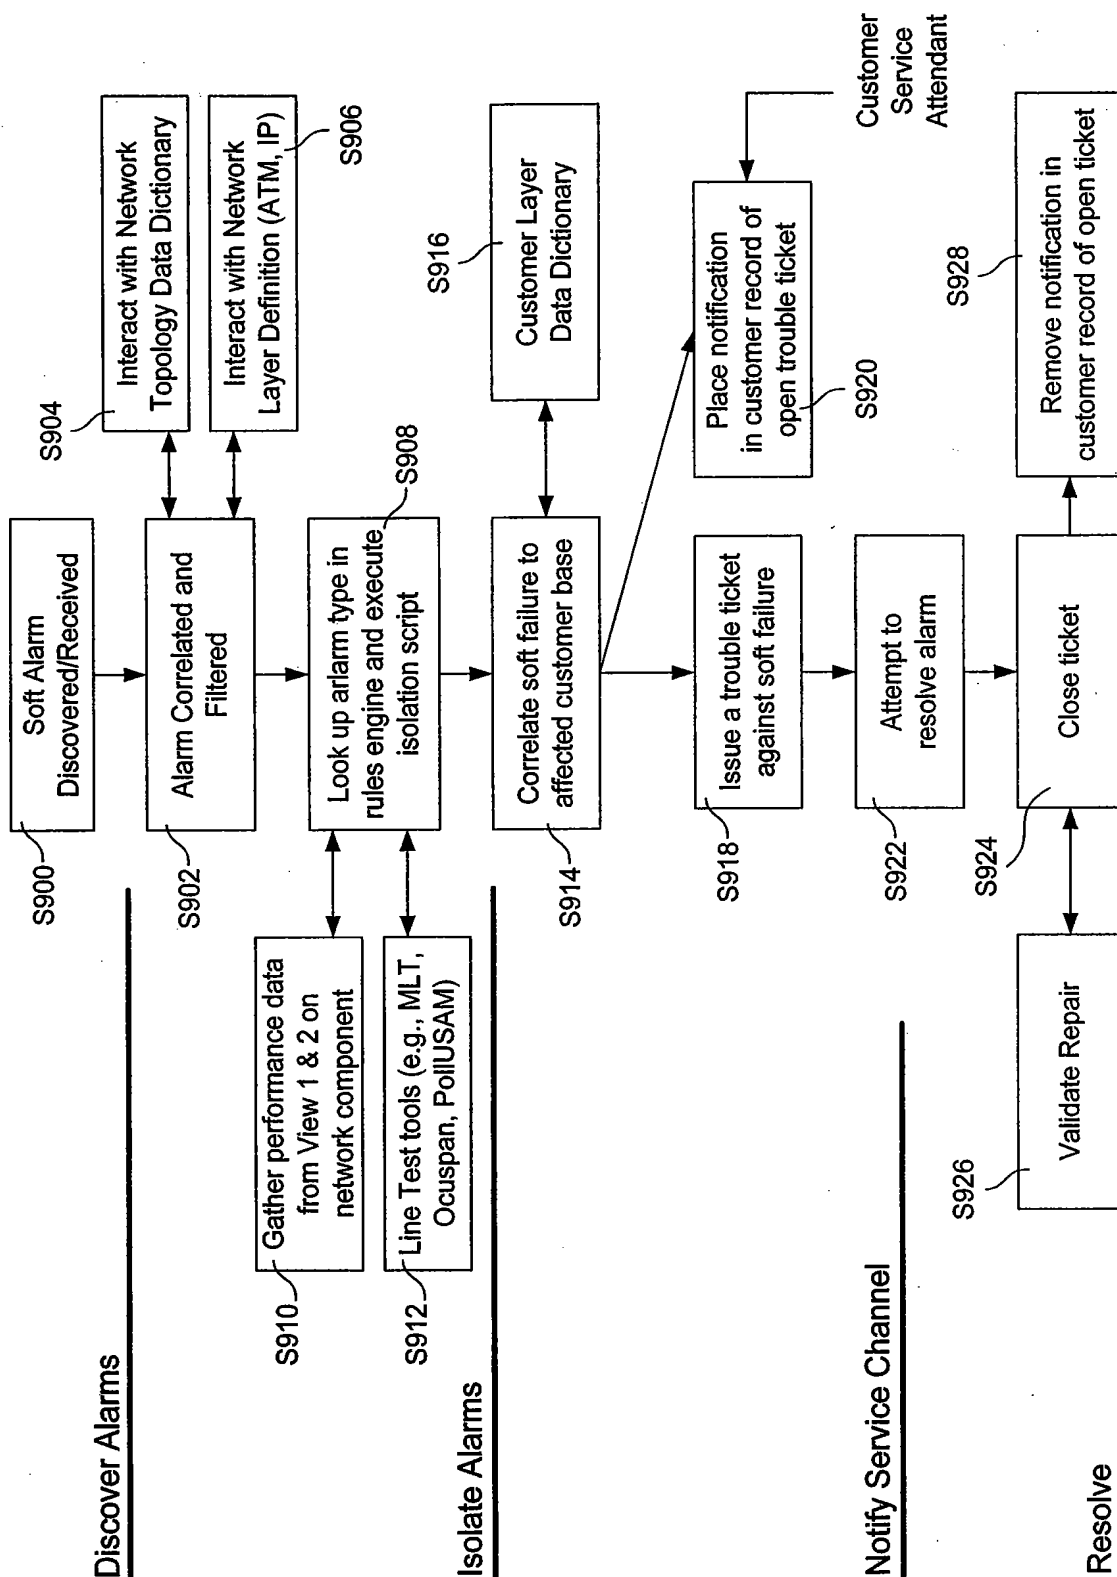 Discover Alarms
S900
Soft Alarm
Discovered/Received
S902
Alarm Correlated and
Filtered
S904
Interact with Network
Topology Data Dictionary
Interact with Network
Layer Definition (ATM, IP)
S906
Isolate Alarms
S910
Gather performance data
from View 1 & 2 on
network component
S912
Line Test tools (e.g., MLT,
Ocuspan, PollUSAM)
Look up arlarm type in
rules engine and execute
isolation script
S908
S914
Correlate soft failure to
affected customer base
S916
Customer Layer
Data Dictionary
Notify Service Channel
S918
Issue a trouble ticket
against soft failure
Place notification
in customer record of
open trouble ticket
S920
Customer
Service
Attendant
S922
Attempt to
resolve alarm
Resolve
S926
Validate Repair
S924
Close ticket
S928
Remove notification in
customer record of open ticket